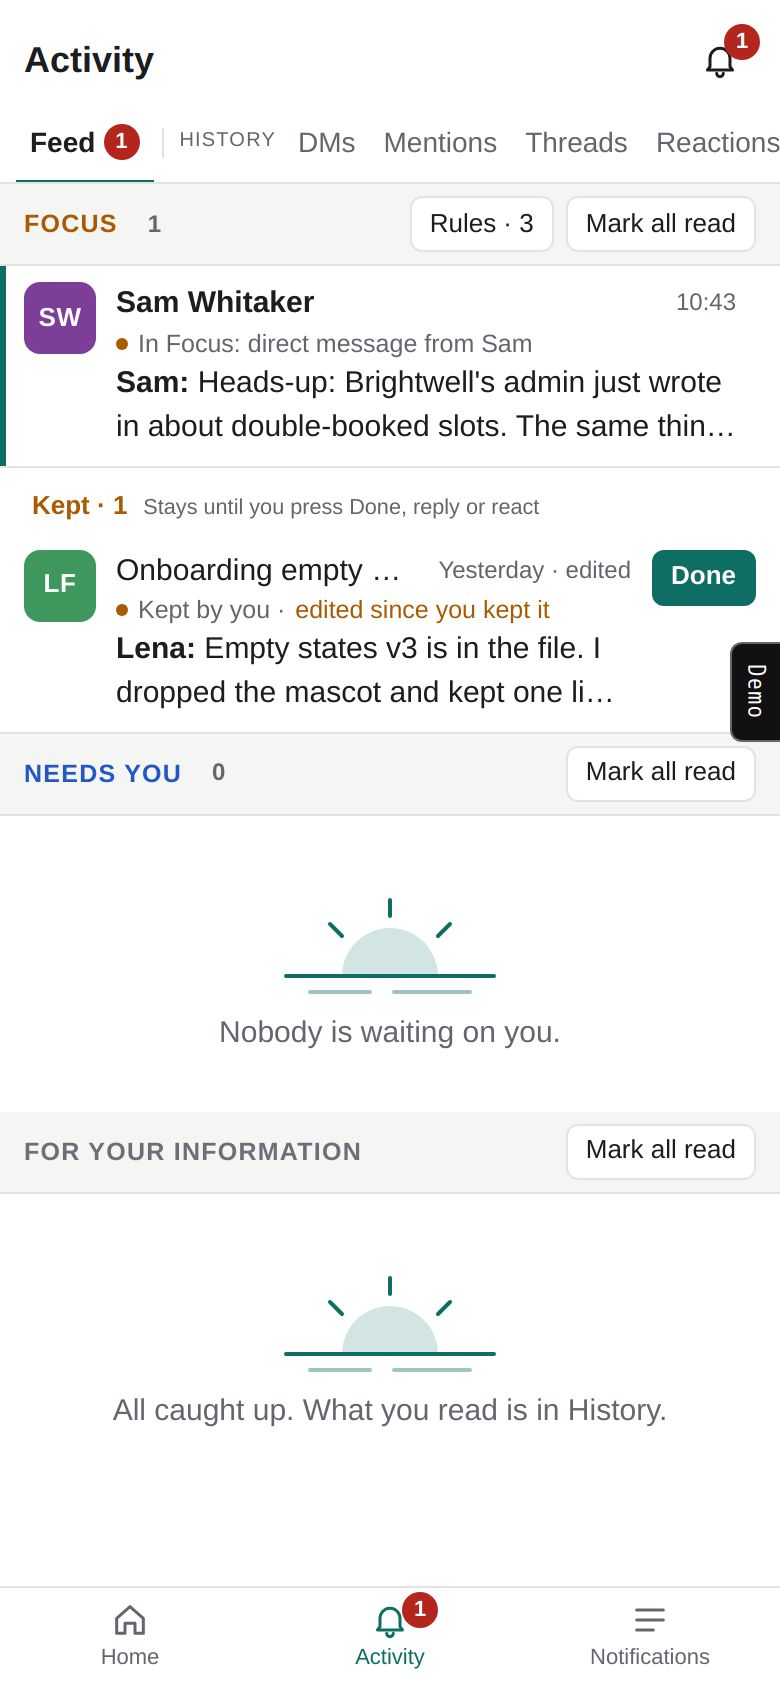 Activity
1
Feed 1 HISTORY DMs Mentions Threads Reactions
FOCUS 1 Rules · 3 Mark all read
SW
Sam Whitaker 10:43
In Focus: direct message from Sam
Sam: Heads-up: Brightwell's admin just wrote
in about double-booked slots. The same thin…
Kept · 1 Stays until you press Done, reply or react
LF
Onboarding empty … Yesterday · edited Done
Kept by you · edited since you kept it
Lena: Empty states v3 is in the file. I
dropped the mascot and kept one li…
Demo
NEEDS YOU 0 Mark all read
Nobody is waiting on you.
FOR YOUR INFORMATION Mark all read
All caught up. What you read is in History.
1
Home Activity Notifications